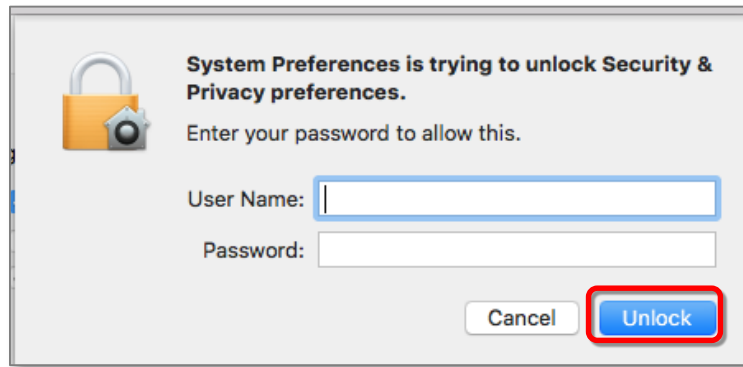 System Preferences is trying to unlock Security &
Privacy preferences.
Enter your password to allow this.
User Name:
Password:
Cancel
Unlock